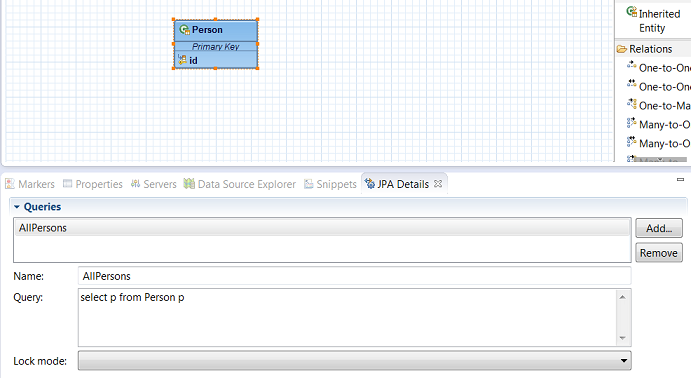 Person
Primary Key
id
Inherited
Entity
Relations
One-to-On
One-to-On
One-to-Ma
Many-to-O
Many-to-O
Markers Properties Servers Data Source Explorer Snippets JPA Details
Queries
AllPersons
Add...
Remove
Name: AllPersons
Query: select p from Person p
Lock mode: